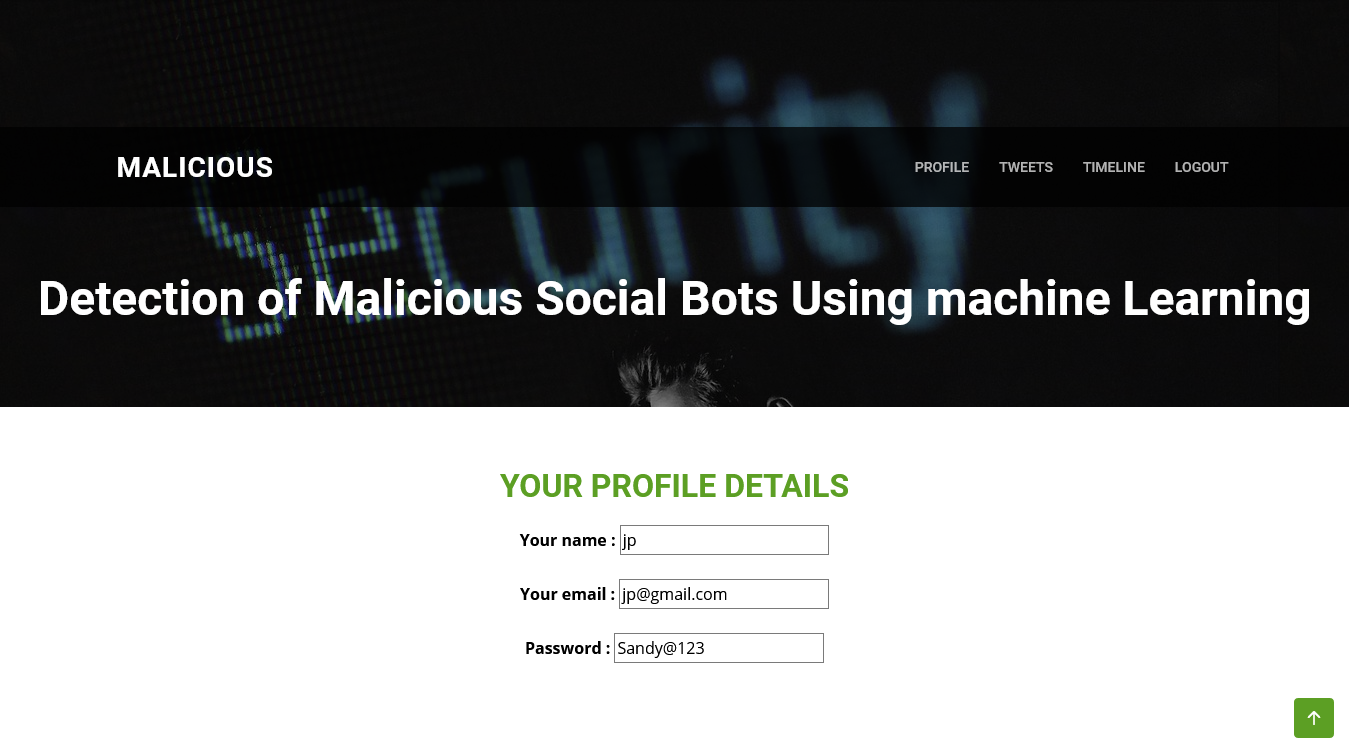 Security
MALICIOUS
PROFILE TWEETS TIMELINE LOGOUT
Detection of Malicious Social Bots Using machine Learning
YOUR PROFILE DETAILS
Your name : jp
Your email : jp@gmail.com
Password : Sandy@123